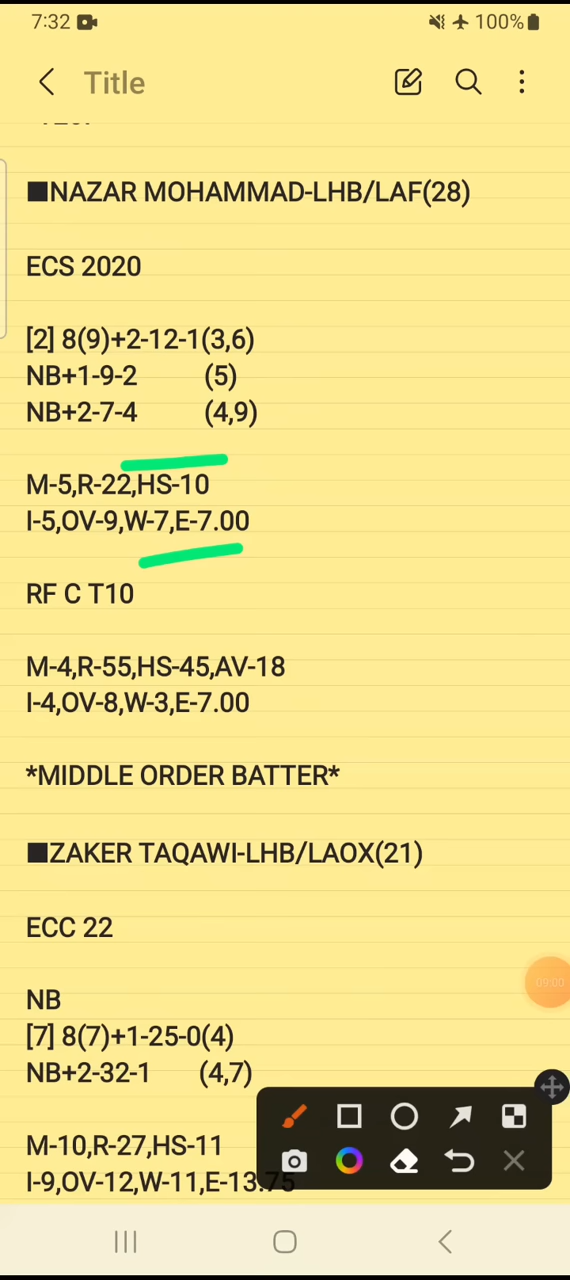 7:32
100%
Title
■NAZAR MOHAMMAD-LHB/LAF(28)
ECS 2020
[2] 8(9)+2-12-1(3,6)
NB+1-9-2 (5)
NB+2-7-4 (4,9)
M-5,R-22,HS-10
I-5,OV-9,W-7,E-7.00
RF C T10
M-4,R-55,HS-45,AV-18
I-4,OV-8,W-3,E-7.00
*MIDDLE ORDER BATTER*
■ZAKER TAQAWI-LHB/LAOX(21)
ECC 22
09:00
NB
[7] 8(7)+1-25-0(4)
NB+2-32-1 (4,7)
M-10,R-27,HS-11
I-9,OV-12,W-11,E-13.75